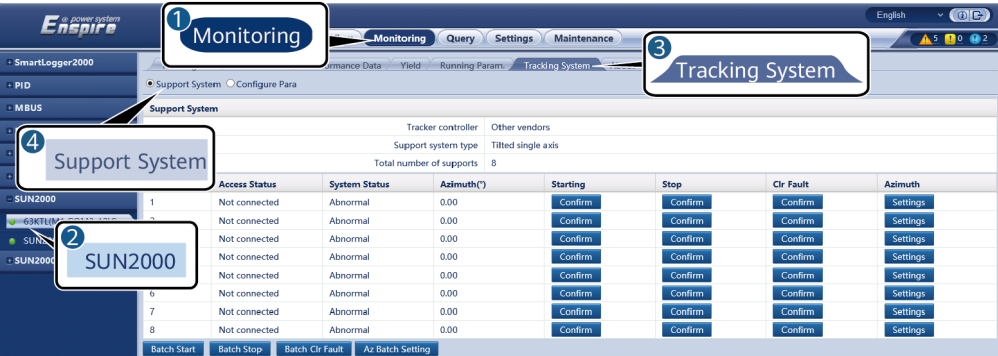 @ power system
Enspire
English
5 0 2
1
Monitoring
Monitoring Query Settings Maintenance
3
Tracking System
SmartLogger2000
Performance Data Yield Running Param. Tracking System
PID
Support System Configure Para
MBUS
Support System
Tracker controller Other vendors
4
Support System
Support system type Tilted single axis
Total number of supports 8
Access Status System Status Azimuth(°) Starting Stop Clr Fault Azimuth
SUN2000
1 Not connected Abnormal 0.00 Confirm Confirm Confirm Settings
Not connected Abnormal 0.00 Confirm Confirm Confirm Settings
2
SUN2000
Not connected Abnormal 0.00 Confirm Confirm Confirm Settings
SUN2000
Not connected Abnormal 0.00 Confirm Confirm Confirm Settings
Not connected Abnormal 0.00 Confirm Confirm Confirm Settings
6 Not connected Abnormal 0.00 Confirm Confirm Confirm Settings
7 Not connected Abnormal 0.00 Confirm Confirm Confirm Settings
8 Not connected Abnormal 0.00 Confirm Confirm Confirm Settings
Batch Start Batch Stop Batch Clr Fault Az Batch Setting